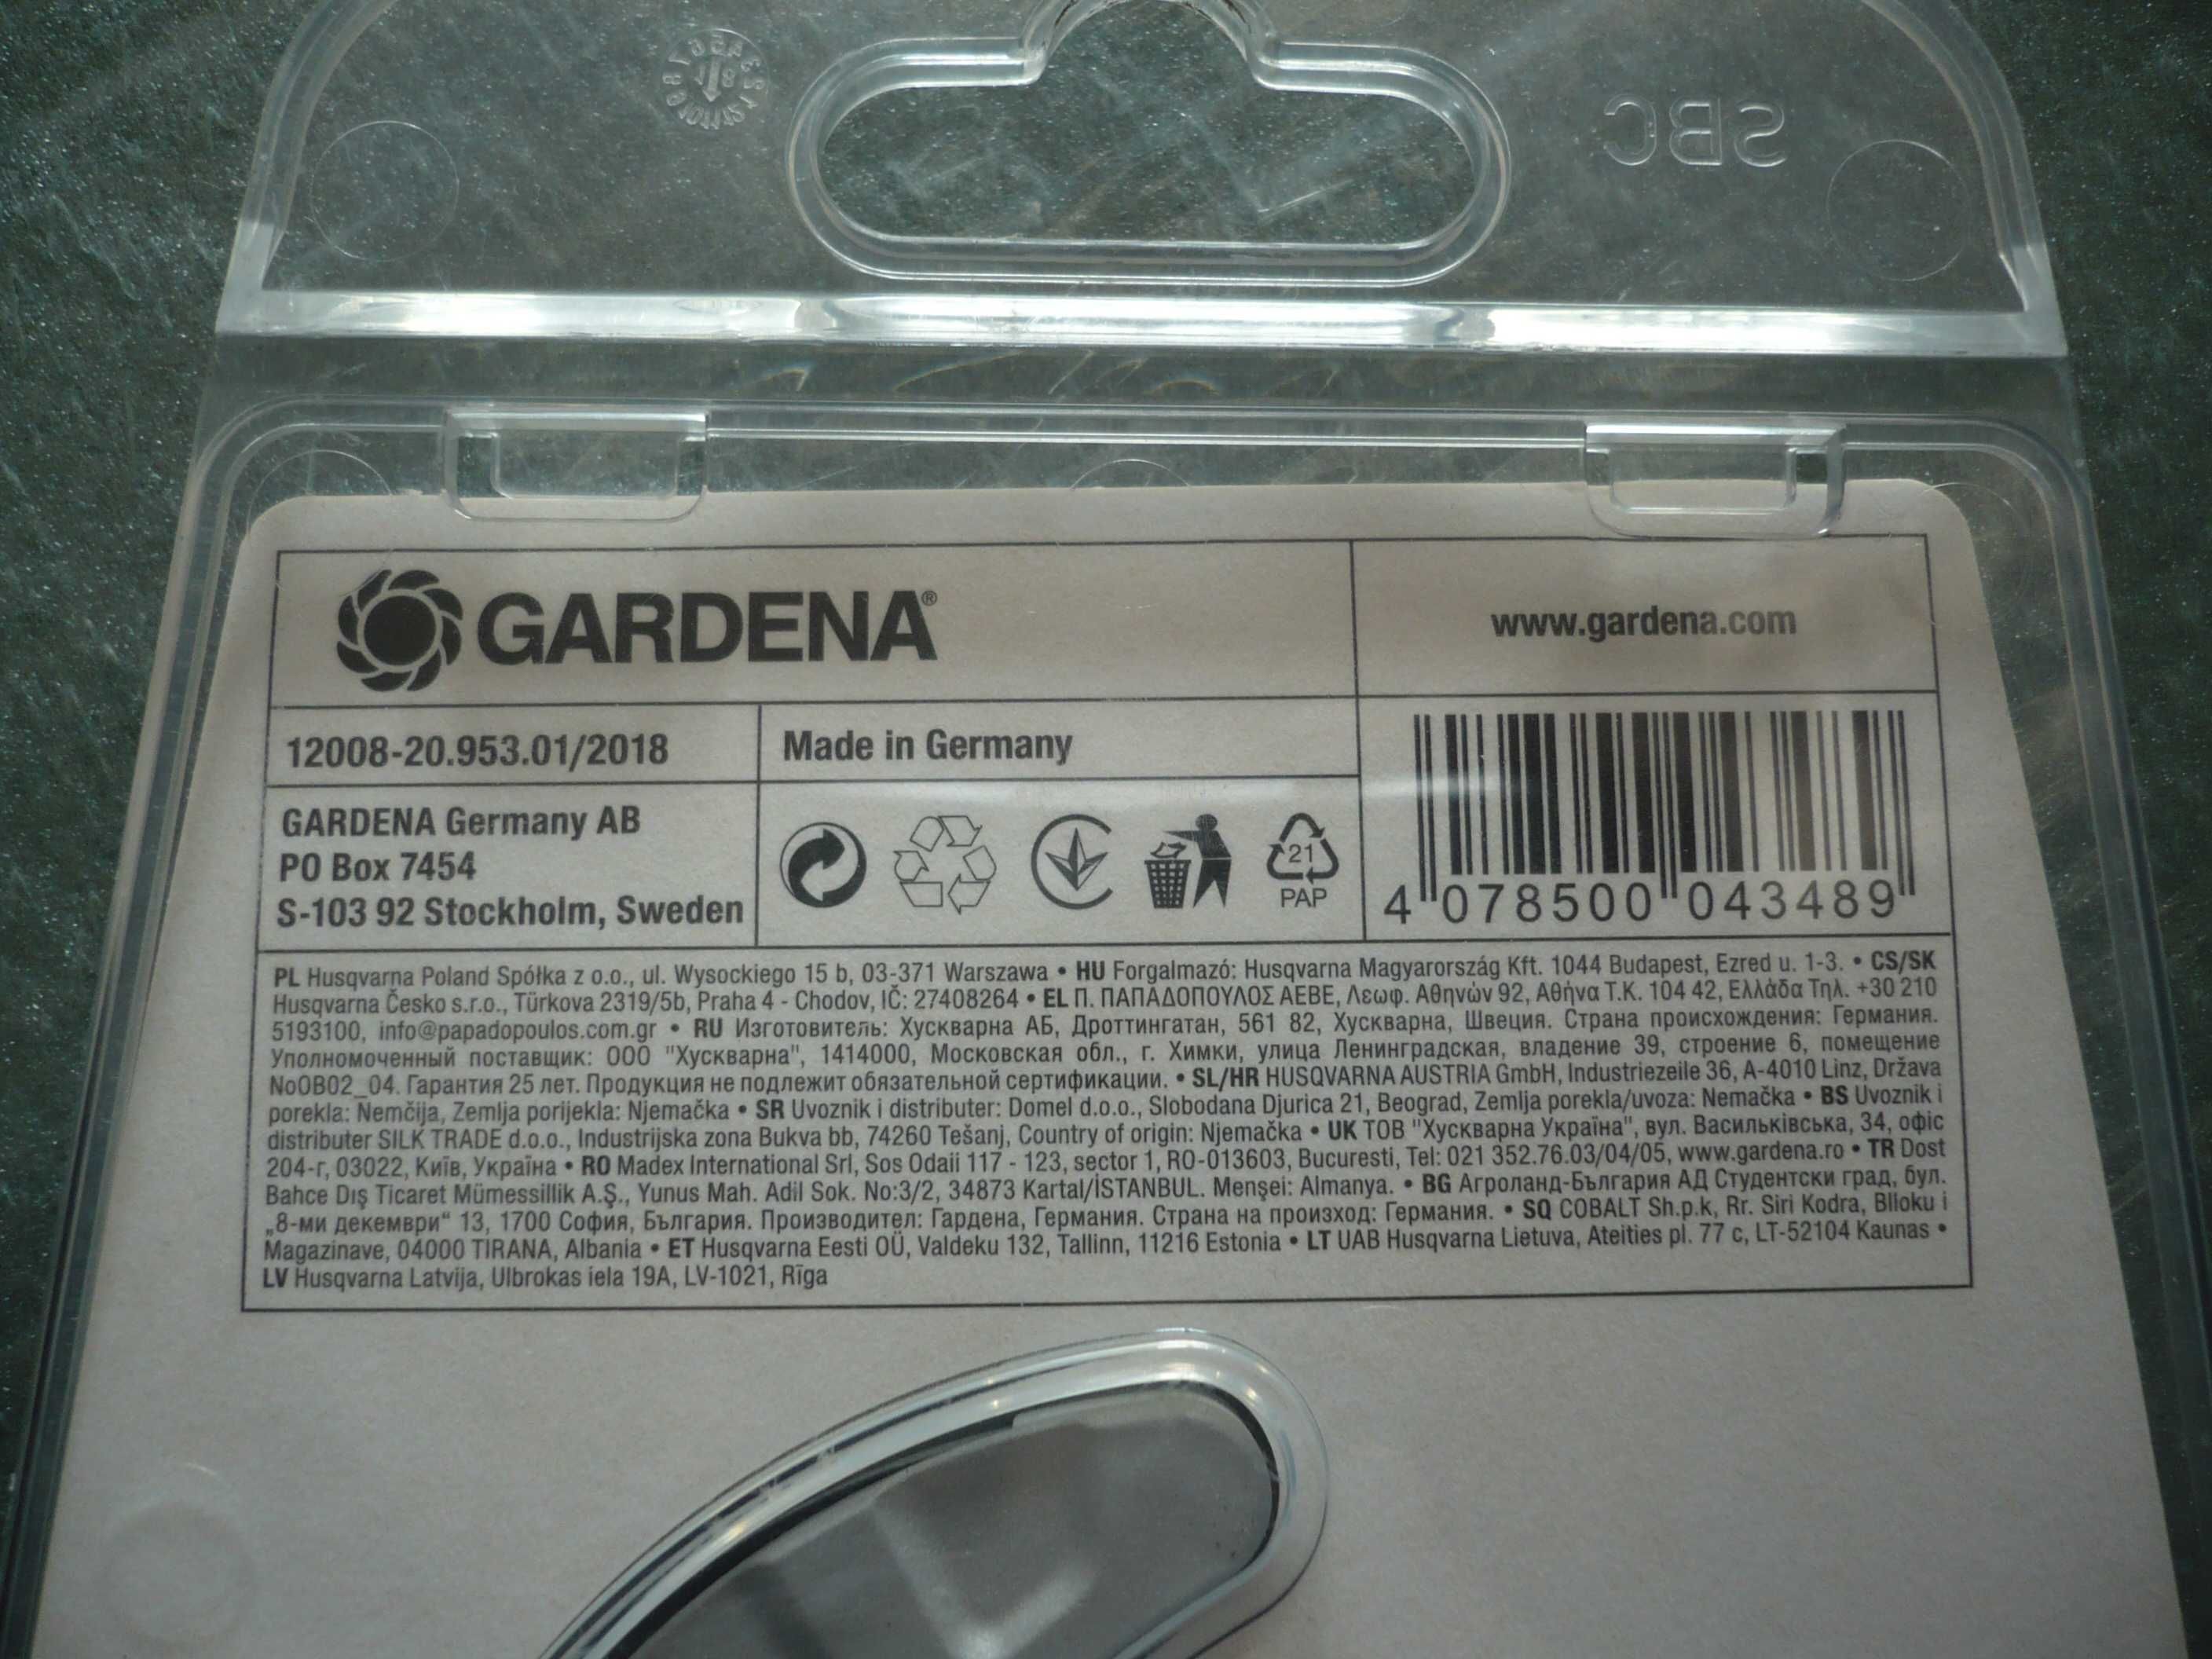 SBC
GARDENA®
www.gardena.com
12008-20.953.01/2018
Made in Germany
GARDENA Germany AB
PO Box 7454
S-103 92 Stockholm, Sweden
21
PAP
4 078500 043489
PL Husqvarna Poland Spółka z o.o., ul. Wysockiego 15 b, 03-371 Warszawa • HU Forgalmazó: Husqvarna Magyarország Kft. 1044 Budapest, Ezred u. 1-3. • CS/SK
Husqvarna Česko s.r.o., Türkova 2319/5b, Praha 4 - Chodov, IČ: 27408264 • EL Π. ΠΑΠΑΔΟΠΟΥΛΟΣ ΑΕΒΕ, Λεωφ. Αθηνών 92, Αθήνα Τ.Κ. 104 42, Ελλάδα Τηλ. +30 210
5193100, info@papadopoulos.com.gr • RU Изготовитель: Хускварна АБ, Дроттингатан, 561 82, Хускварна, Швеция. Страна происхождения: Германия.
Уполномоченный поставщик: ООО "Хускварна", 1414000, Московская обл., г. Химки, улица Ленинградская, владение 39, строение 6, помещение
NoOB02_04. Гарантия 25 лет. Продукция не подлежит обязательной сертификации. • SL/HR HUSQVARNA AUSTRIA GmbH, Industriezeile 36, A-4010 Linz, Država
porekla: Nemčija, Zemlja porijekla: Njemačka • SR Uvoznik i distributer: Domel d.o.o., Slobodana Djurica 21, Beograd, Zemlja porekla/uvoza: Nemačka • BS Uvoznik i
distributer SILK TRADE d.o.o., Industrijska zona Bukva bb, 74260 Tešanj, Country of origin: Njemačka • UK ТОВ "Хускварна Україна", вул. Васильківська, 34, офіс
204-г, 03022, Київ, Україна • RO Madex International Srl, Sos Odaii 117 - 123, sector 1, RO-013603, Bucuresti, Tel: 021 352.76.03/04/05, www.gardena.ro • TR Dost
Bahce Dış Ticaret Mümessillik A.Ş., Yunus Mah. Adil Sok. No:3/2, 34873 Kartal/İSTANBUL. Menşei: Almanya. • BG Агроланд-България АД Студентски град, бул.
„8-ми декември“ 13, 1700 София, България. Производител: Гардена, Германия. Страна на произход: Германия. • SQ COBALT Sh.p.k, Rr. Siri Kodra, Blloku i
Magazinave, 04000 TIRANA, Albania • ET Husqvarna Eesti OÜ, Valdeku 132, Tallinn, 11216 Estonia • LT UAB Husqvarna Lietuva, Ateities pl. 77 c, LT-52104 Kaunas •
LV Husqvarna Latvija, Ulbrokas iela 19A, LV-1021, Rīga